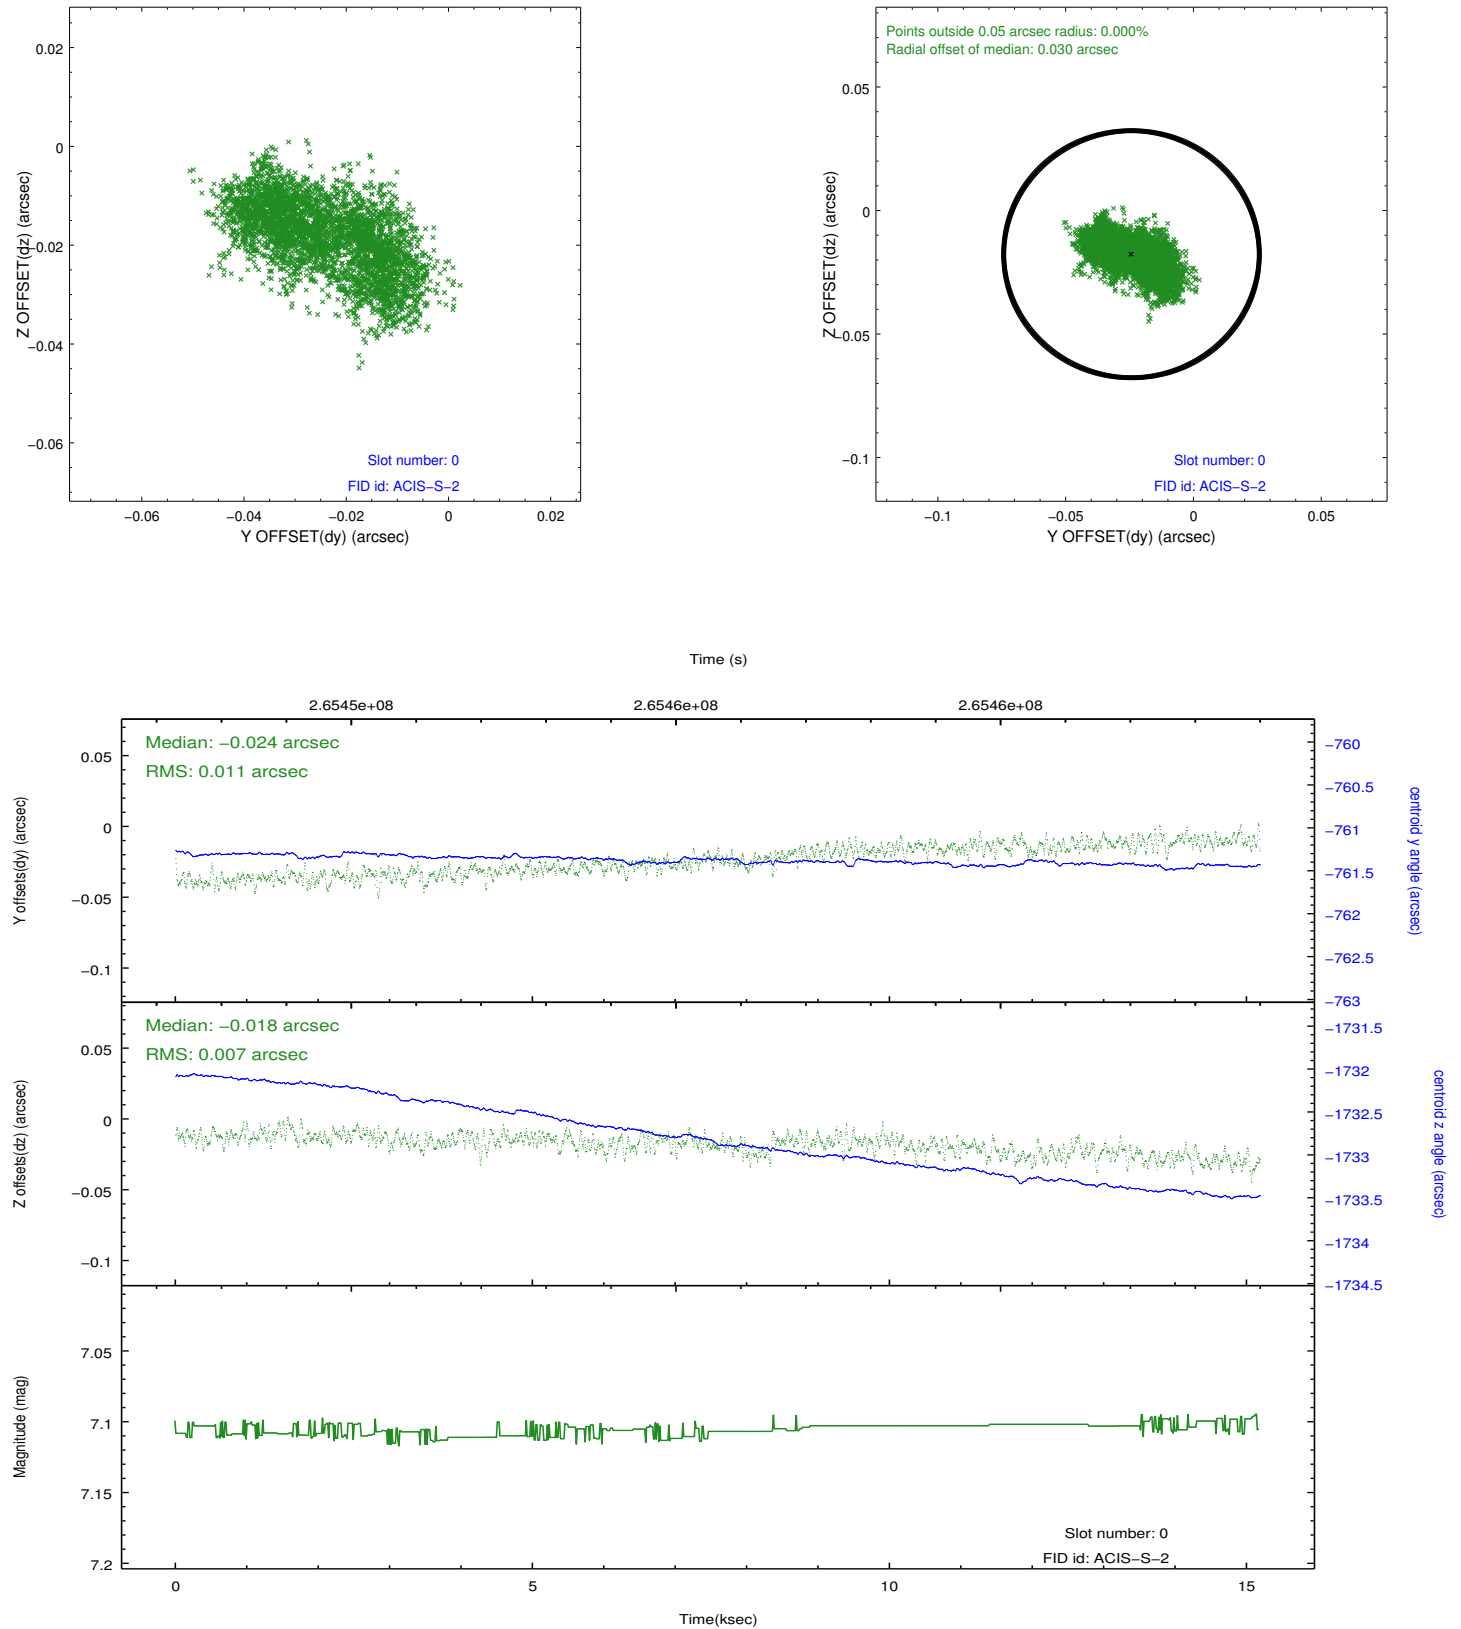 0.02
0
−0.02
−0.04
−0.06
Z OFFSET(dz) (arcsec)
Slot number: 0
FID id: ACIS−S−2
−0.06
−0.04
−0.02
0
0.02
Y OFFSET(dy) (arcsec)
Points outside 0.05 arcsec radius: 0.000%
Radial offset of median: 0.030 arcsec
0.05
0
−0.05
−0.1
Z OFFSET(dz) (arcsec)
Slot number: 0
FID id: ACIS−S−2
−0.1
−0.05
0
0.05
Y OFFSET(dy) (arcsec)
Time (s)
2.6545e+08
2.6546e+08
2.6546e+08
Median: −0.024 arcsec
RMS: 0.011 arcsec
0.05
0
−0.05
−0.1
Y offsets(dy) (arcsec)
−760
−760.5
−761
−761.5
−762
−762.5
−763
centroid y angle (arcsec)
Median: −0.018 arcsec
RMS: 0.007 arcsec
0.05
0
−0.05
−0.1
Z offsets(dz) (arcsec)
−1731.5
−1732
−1732.5
−1733
−1733.5
−1734
−1734.5
centroid z angle (arcsec)
7.05
7.1
7.15
7.2
Magnitude (mag)
Slot number: 0
FID id: ACIS−S−2
0
5
10
15
Time(ksec)